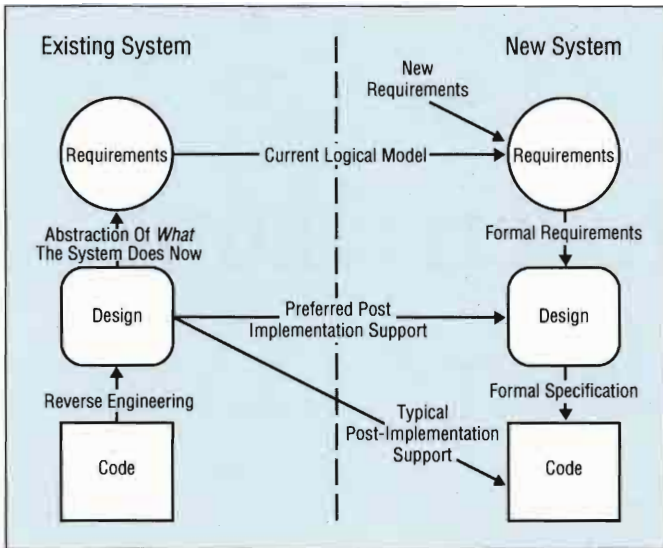 Existing System
New System
New
Requirements
Requirements
Current Logical Model
Requirements
Abstraction Of What
The System Does Now
Formal Requirements
Design
Preferred Post
Implementation Support
Design
Reverse Engineering
Typical
Post-Implementation
Support
Formal Specification
Code
Code